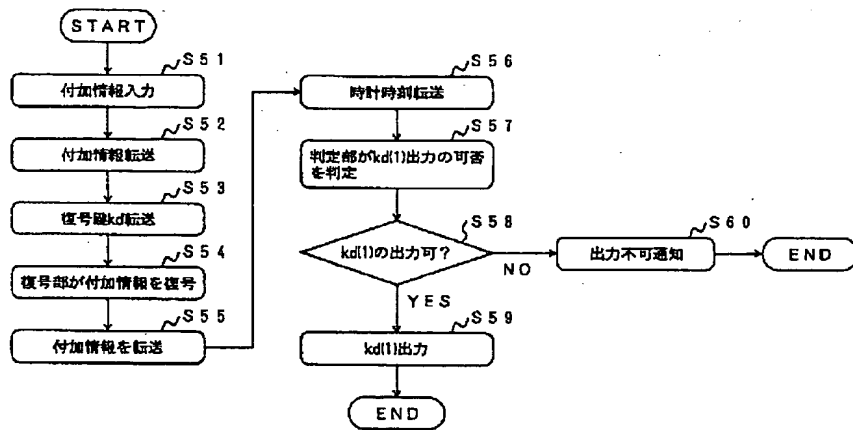 START
S51
付加情報入力
S52
付加情報転送
S53
復号鍵kd転送
S54
復号部が付加情報を復号
S55
付加情報を転送
S56
時計時刻転送
S57
判定部がkd(1)出力の可否
を判定
S58
kd(1)の出力可?
NO
YES
S59
kd(1)出力
END
S60
出力不可通知
END